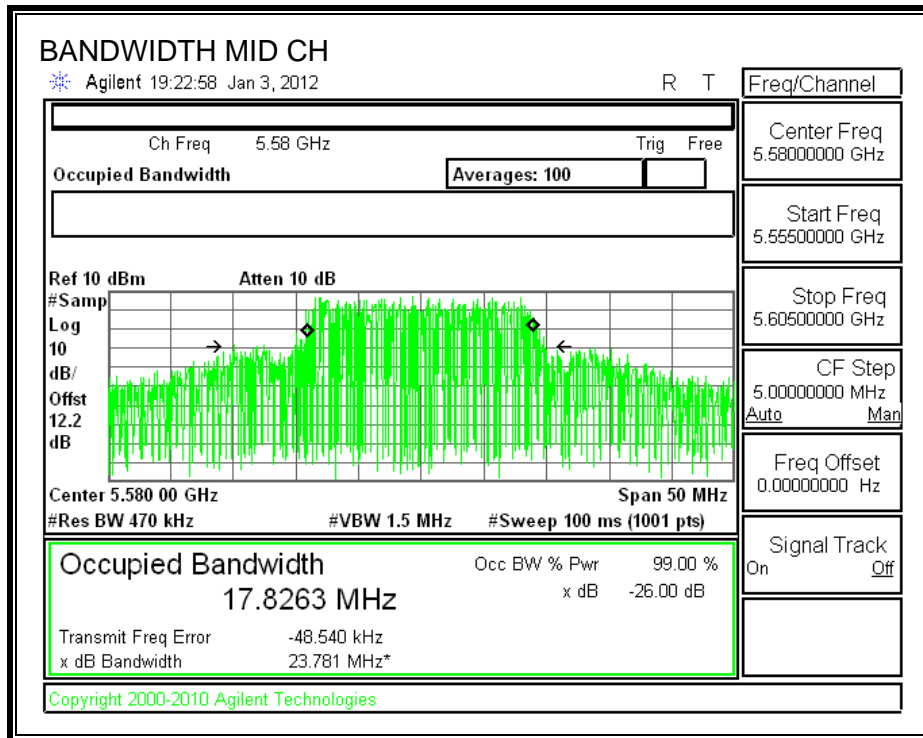 BANDWIDTH MID CH
Agilent 19:22:58 Jan 3, 2012 R T
Freq/Channel
Ch Freq 5.58 GHz Trig Free
Occupied Bandwidth Averages: 100
Center Freq
5.58000000 GHz
Start Freq
5.55500000 GHz
Stop Freq
5.60500000 GHz
CF Step
5.00000000 MHz
Auto Man
Freq Offset
0.00000000 Hz
Signal Track
On Off
Ref 10 dBm Atten 10 dB
#Samp
Log
10
dB/
Offst
12.2
dB
Center 5.580 00 GHz Span 50 MHz
#Res BW 470 kHz #VBW 1.5 MHz #Sweep 100 ms (1001 pts)
Occupied Bandwidth
17.8263 MHz
Occ BW % Pwr 99.00 %
x dB -26.00 dB
Transmit Freq Error -48.540 kHz
x dB Bandwidth 23.781 MHz*
Copyright 2000-2010 Agilent Technologies